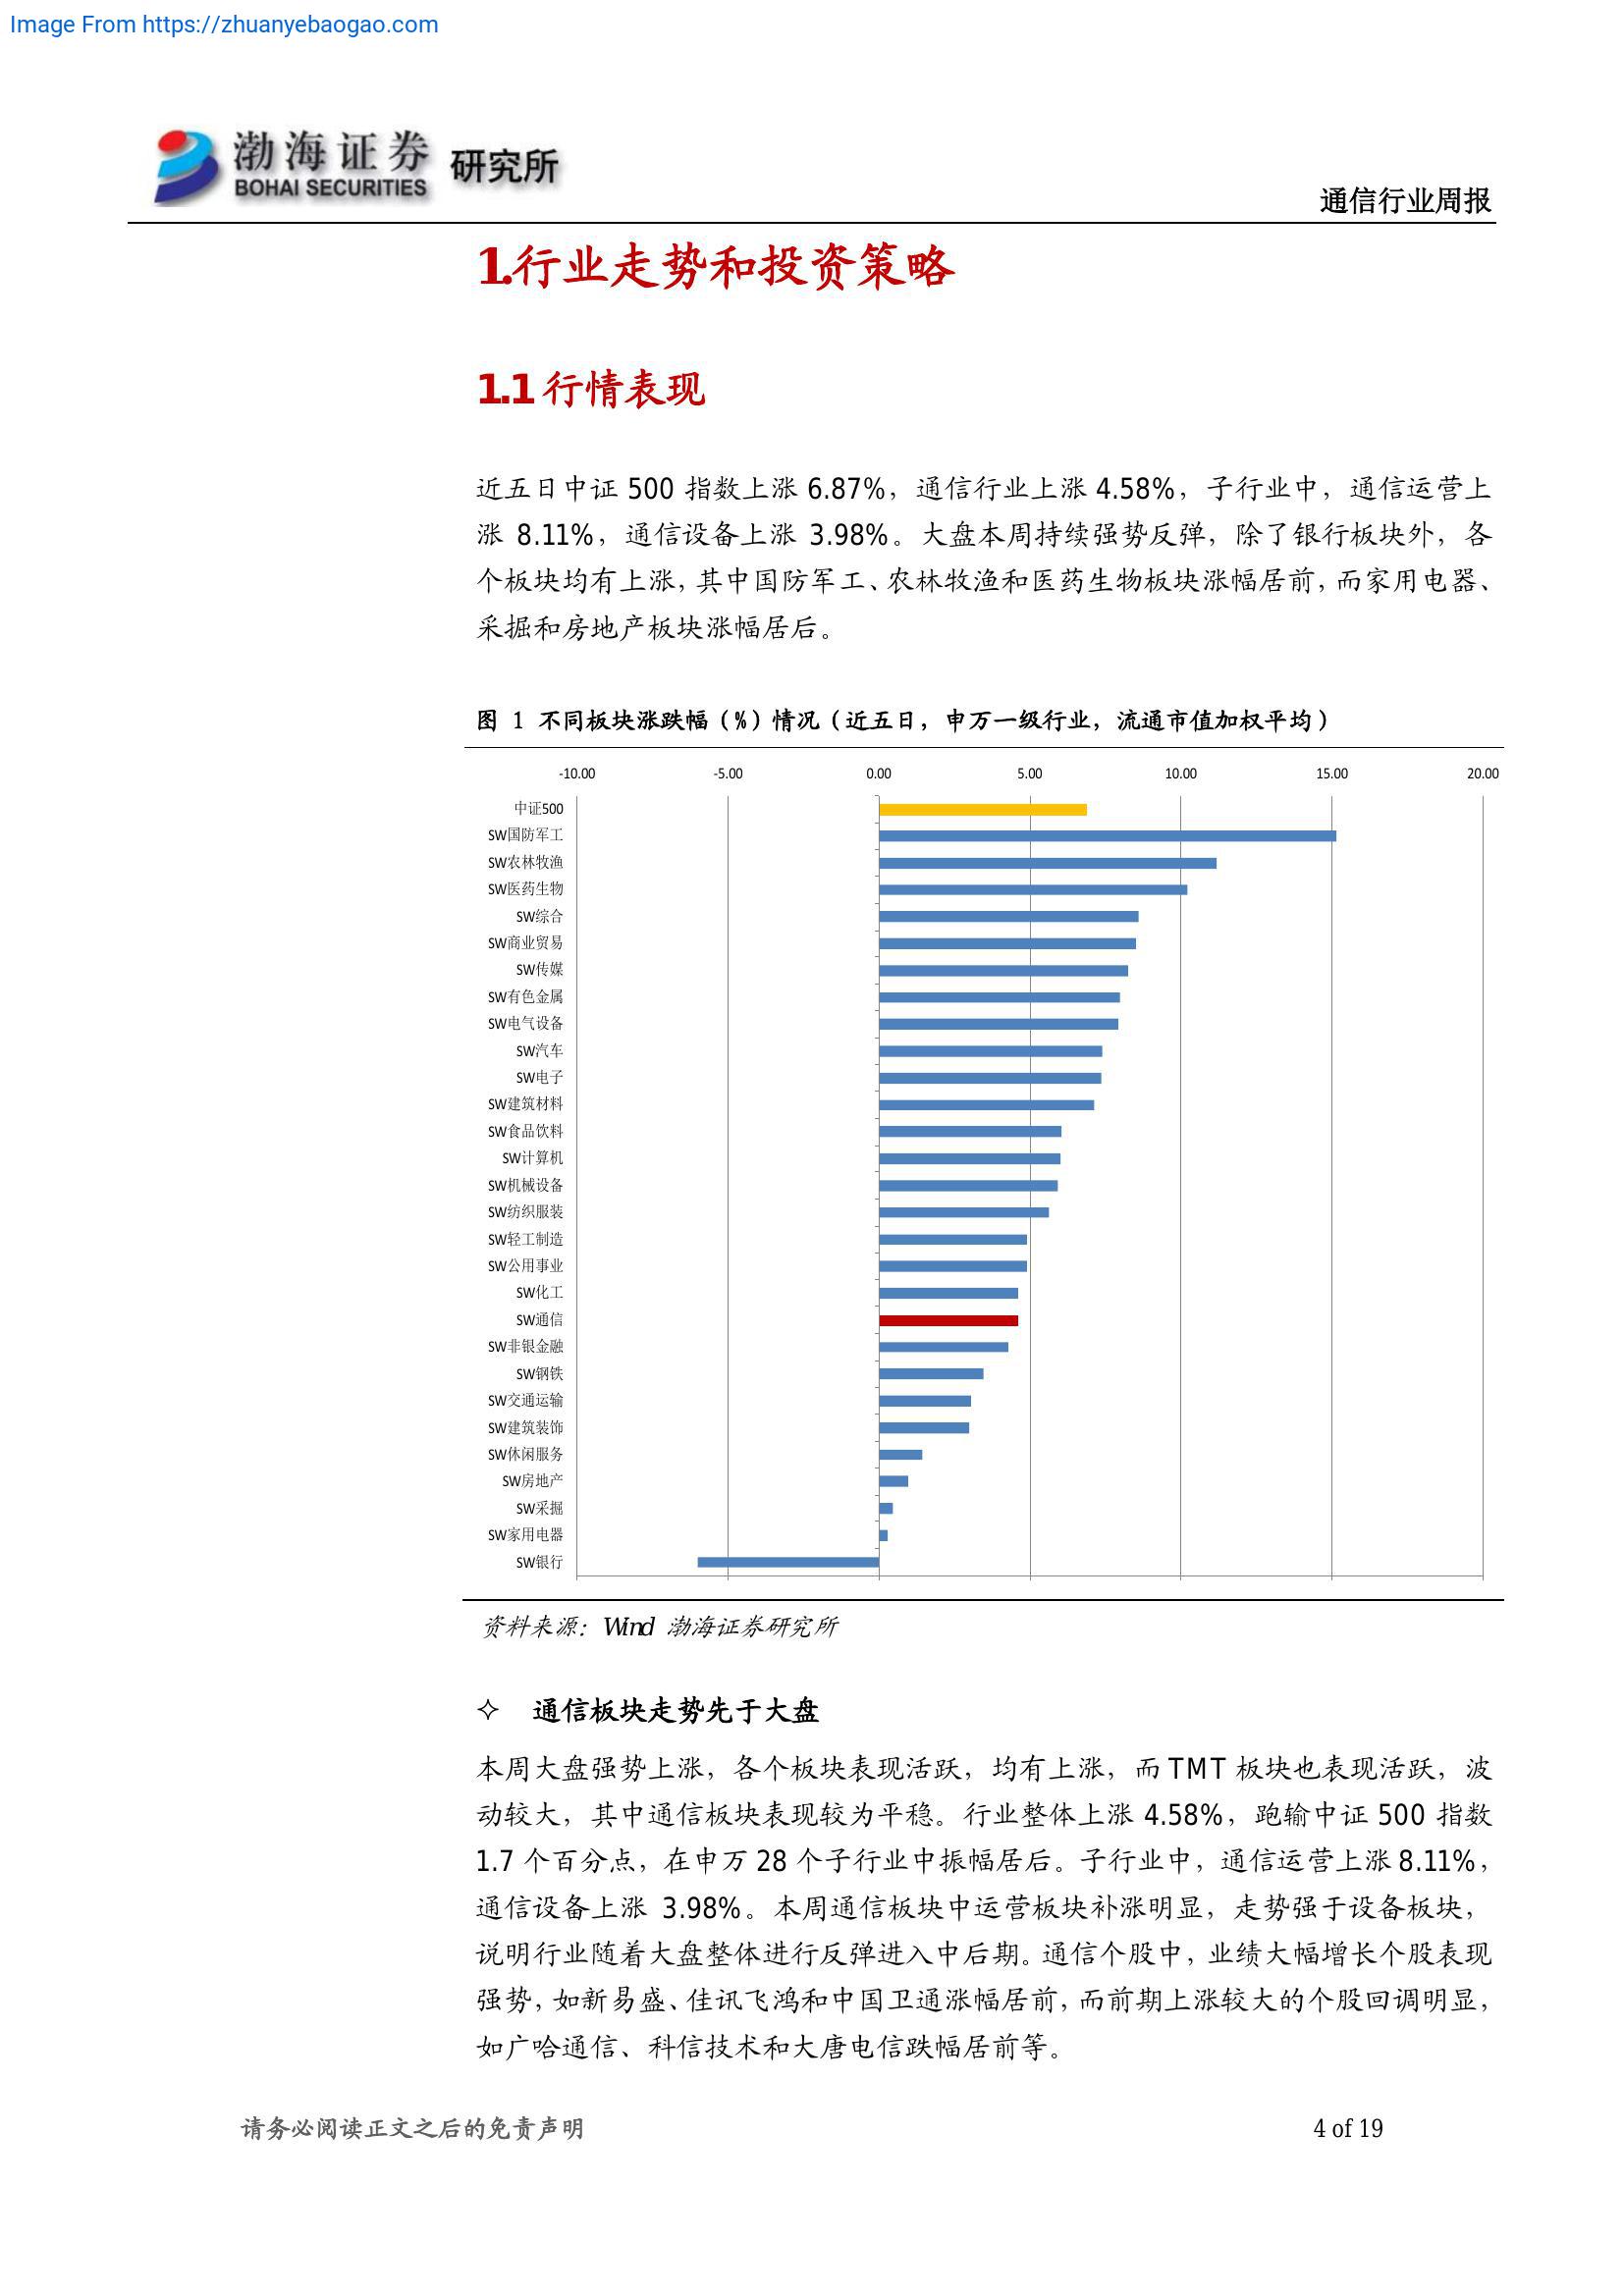 Image From https://zhuanyebaogao.com
渤海证券 研究所
BOHAI SECURITIES
通信行业周报
1.行业走势和投资策略
1.1 行情表现
近五日中证 500 指数上涨 6.87%，通信行业上涨 4.58%，子行业中，通信运营上
涨 8.11%，通信设备上涨 3.98%。大盘本周持续强势反弹，除了银行板块外，各
个板块均有上涨，其中国防军工、农林牧渔和医药生物板块涨幅居前，而家用电器、
采掘和房地产板块涨幅居后。
图 1 不同板块涨跌幅（%）情况（近五日，申万一级行业，流通市值加权平均）
-10.00 -5.00 0.00 5.00 10.00 15.00 20.00
中证500
SW国防军工
SW农林牧渔
SW医药生物
SW综合
SW商业贸易
SW传媒
SW有色金属
SW电气设备
SW汽车
SW电子
SW建筑材料
SW食品饮料
SW计算机
SW机械设备
SW纺织服装
SW轻工制造
SW公用事业
SW化工
SW通信
SW非银金融
SW钢铁
SW交通运输
SW建筑装饰
SW休闲服务
SW房地产
SW采掘
SW家用电器
SW银行
资料来源：Wind 渤海证券研究所
✧ 通信板块走势先于大盘
本周大盘强势上涨，各个板块表现活跃，均有上涨，而 TMT 板块也表现活跃，波
动较大，其中通信板块表现较为平稳。行业整体上涨 4.58%，跑输中证 500 指数
1.7 个百分点，在申万 28 个子行业中振幅居后。子行业中，通信运营上涨 8.11%，
通信设备上涨 3.98%。本周通信板块中运营板块补涨明显，走势强于设备板块，
说明行业随着大盘整体进行反弹进入中后期。通信个股中，业绩大幅增长个股表现
强势，如新易盛、佳讯飞鸿和中国卫通涨幅居前，而前期上涨较大的个股回调明显，
如广哈通信、科信技术和大唐电信跌幅居前等。
请务必阅读正文之后的免责声明
4 of 19